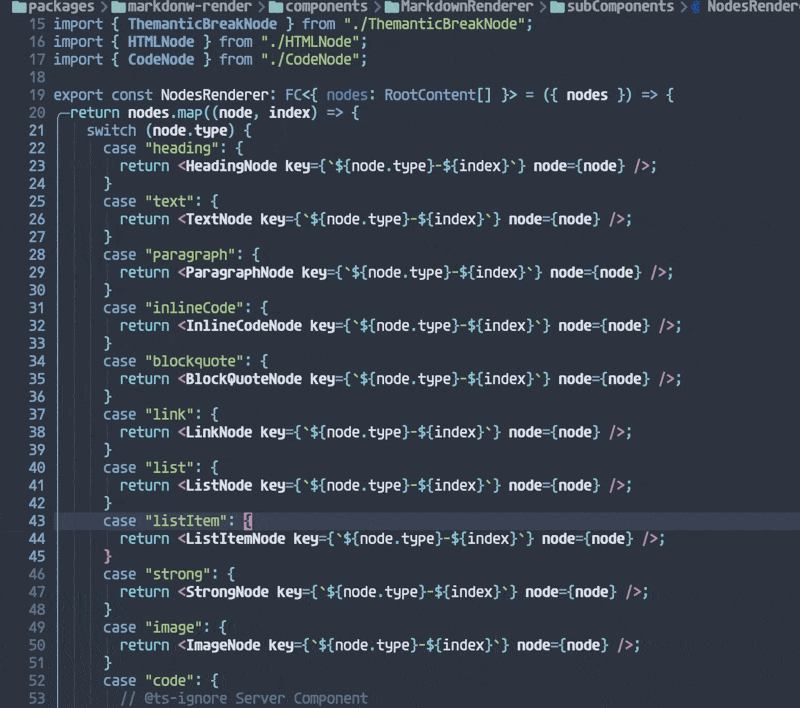 packages > markdonw-render > components > MarkdownRenderer > subComponents > NodesRender
15 import { ThemanticBreakNode } from "./ThemanticBreakNode";
16 import { HTMLNode } from "./HTMLNode";
17 import { CodeNode } from "./CodeNode";
18
19 export const NodesRenderer: FC<{ nodes: RootContent[] }> = ({ nodes }) => {
20 return nodes.map((node, index) => {
21 switch (node.type) {
22 case "heading": {
23 return <HeadingNode key={`${node.type}-${index}`} node={node} />;
24 }
25 case "text": {
26 return <TextNode key={`${node.type}-${index}`} node={node} />;
27 }
28 case "paragraph": {
29 return <ParagraphNode key={`${node.type}-${index}`} node={node} />;
30 }
31 case "inlineCode": {
32 return <InlineCodeNode key={`${node.type}-${index}`} node={node} />;
33 }
34 case "blockquote": {
35 return <BlockQuoteNode key={`${node.type}-${index}`} node={node} />;
36 }
37 case "link": {
38 return <LinkNode key={`${node.type}-${index}`} node={node} />;
39 }
40 case "list": {
41 return <ListNode key={`${node.type}-${index}`} node={node} />;
42 }
43 case "listItem": {
44 return <ListItemNode key={`${node.type}-${index}`} node={node} />;
45 }
46 case "strong": {
47 return <StrongNode key={`${node.type}-${index}`} node={node} />;
48 }
49 case "image": {
50 return <ImageNode key={`${node.type}-${index}`} node={node} />;
51 }
52 case "code": {
53 // @ts-ignore Server Component